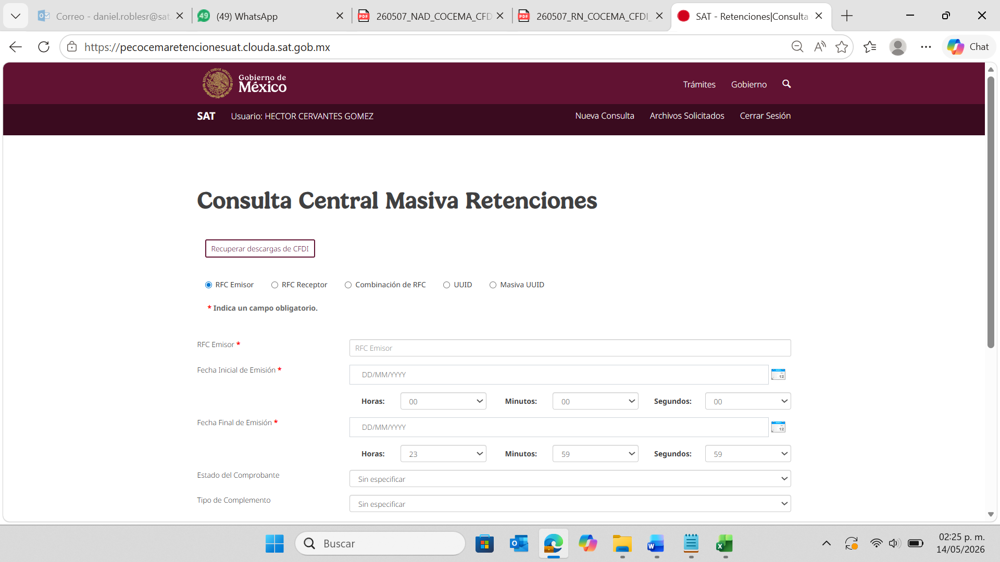 Correo - daniel.roblesr@sat.
49
(49) WhatsApp
PDF
260507_NAD_COCEMA_CFD
PDF
260507_RN_COCEMA_CFDI_
SAT - Retenciones|Consulta
https://pecocemaretencionesuat.clouda.sat.gob.mx
Chat
Gobierno de
México
Trámites
Gobierno
SAT
Usuario: HECTOR CERVANTES GOMEZ
Nueva Consulta
Archivos Solicitados
Cerrar Sesión
Consulta Central Masiva Retenciones
Recuperar descargas de CFDI
RFC Emisor
RFC Receptor
Combinación de RFC
UUID
Masiva UUID
* Indica un campo obligatorio.
RFC Emisor *
RFC Emisor
Fecha Inicial de Emisión *
DD/MM/YYYY
12
Horas:
00
Minutos:
00
Segundos:
00
Fecha Final de Emisión *
DD/MM/YYYY
12
Horas:
23
Minutos:
59
Segundos:
59
Estado del Comprobante
Sin especificar
Tipo de Complemento
Sin especificar
Buscar
02:25 p. m.
14/05/2026